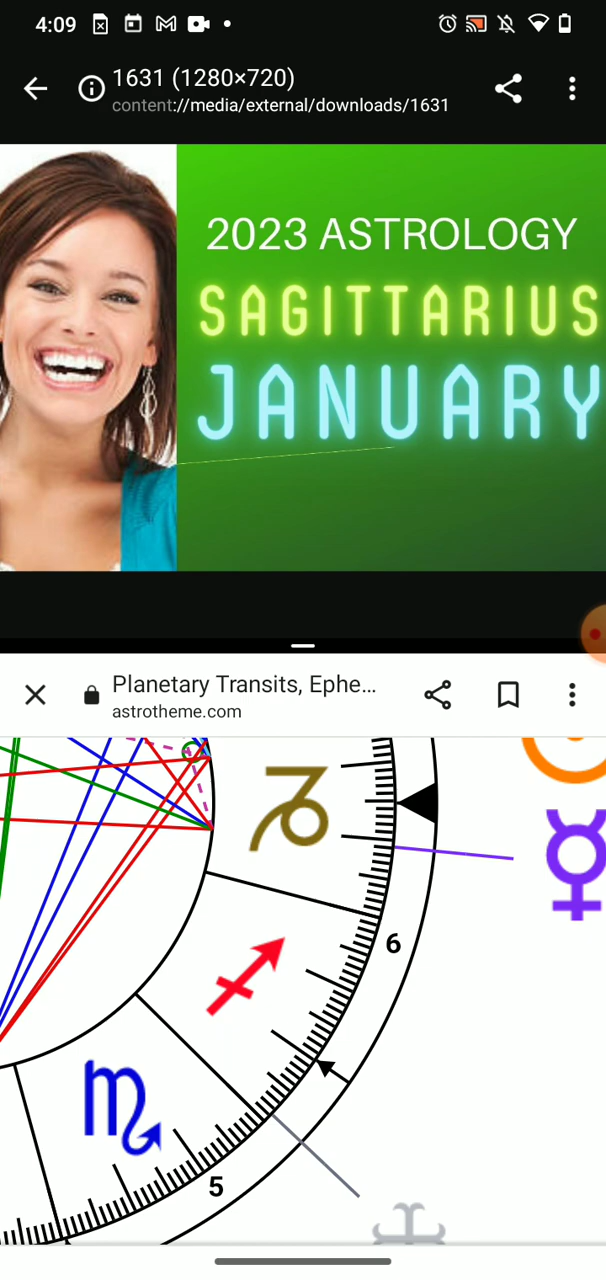 4:09
1631 (1280×720)
content://media/external/downloads/1631
2023 ASTROLOGY
SAGITTARIUS
JANUARY
Planetary Transits, Ephe...
astrotheme.com
6
5